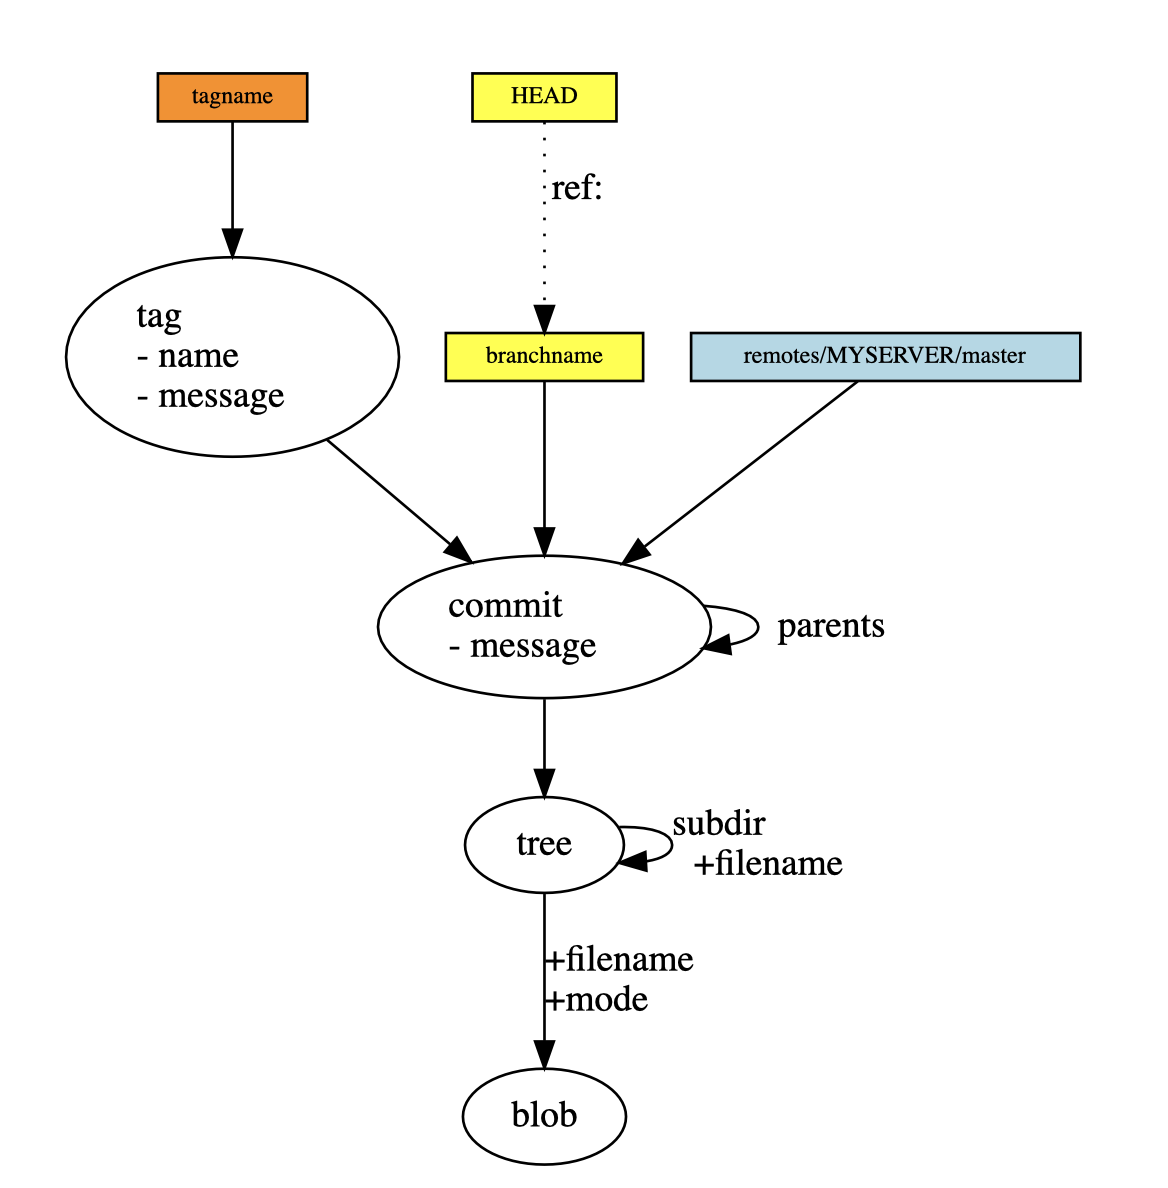 tagname
HEAD
ref:
tag
- name
- message
branchname
remotes/MYSERVER/master
commit
- message
parents
tree
subdir
+filename
+filename
+mode
blob